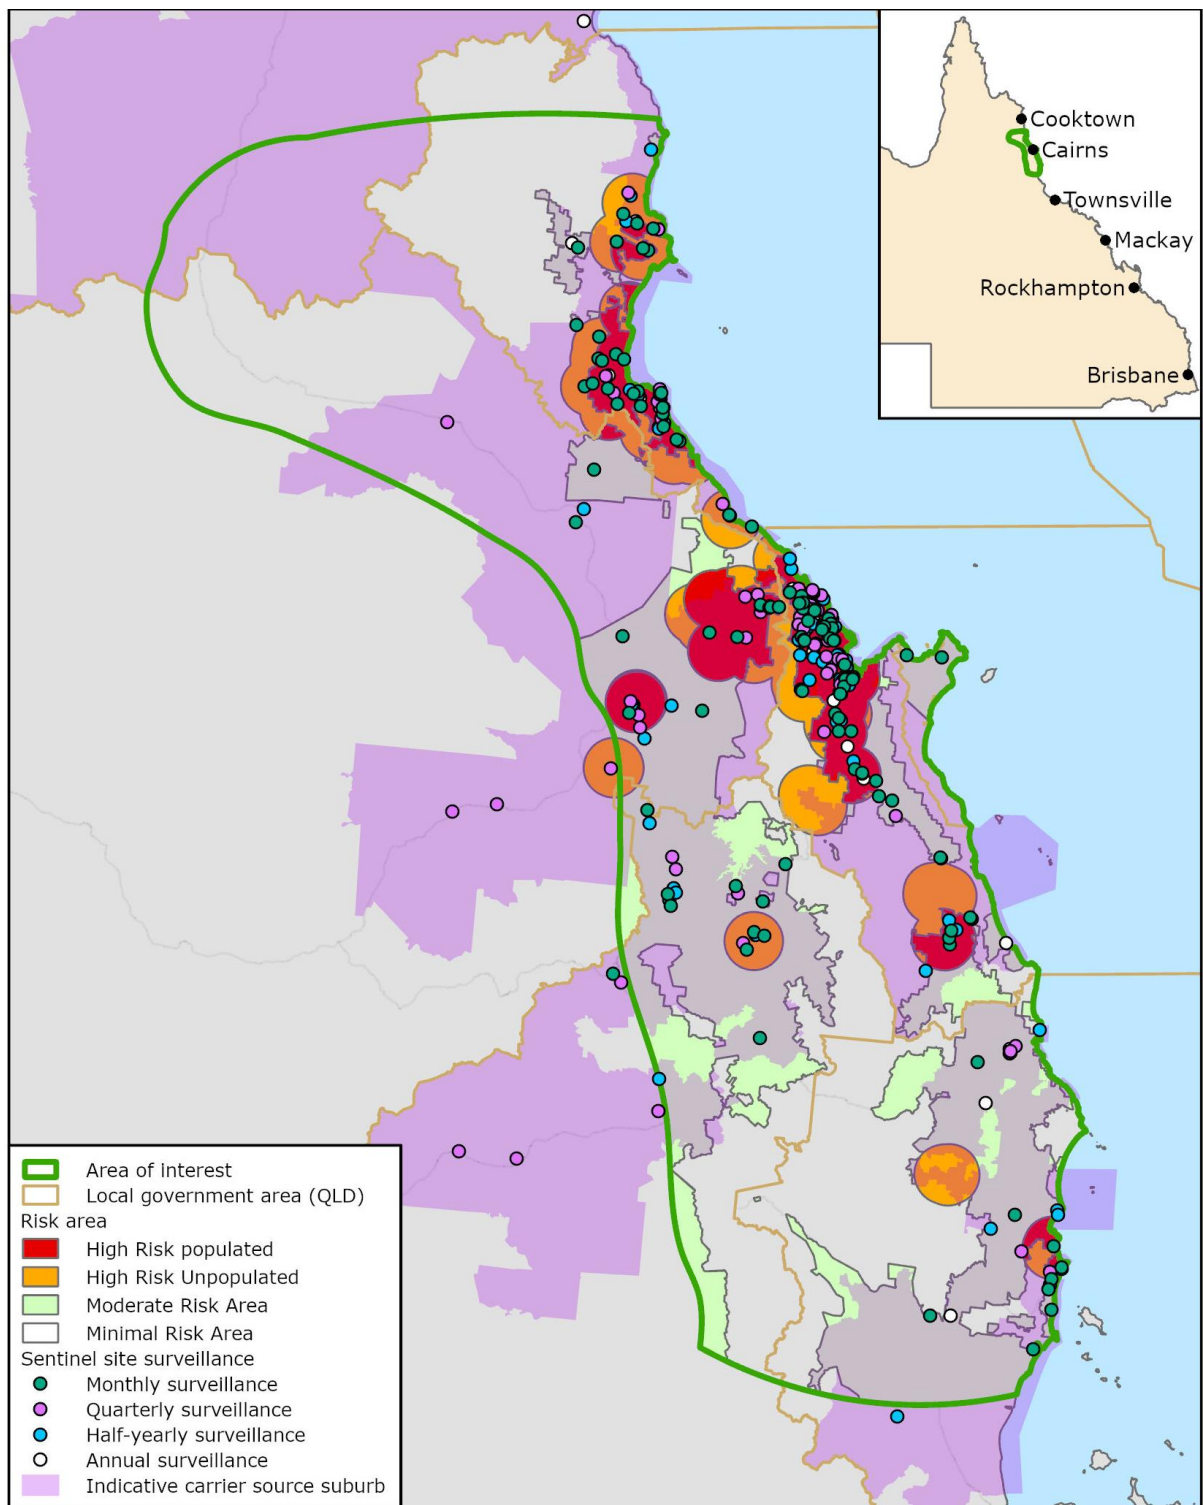 Cooktown
Cairns
Townsville
Mackay
Rockhampton
Brisbane
Area of interest
Local government area (QLD)
Risk area
High Risk populated
High Risk Unpopulated
Moderate Risk Area
Minimal Risk Area
Sentinel site surveillance
Monthly surveillance
Quarterly surveillance
Half-yearly surveillance
Annual surveillance
Indicative carrier source suburb